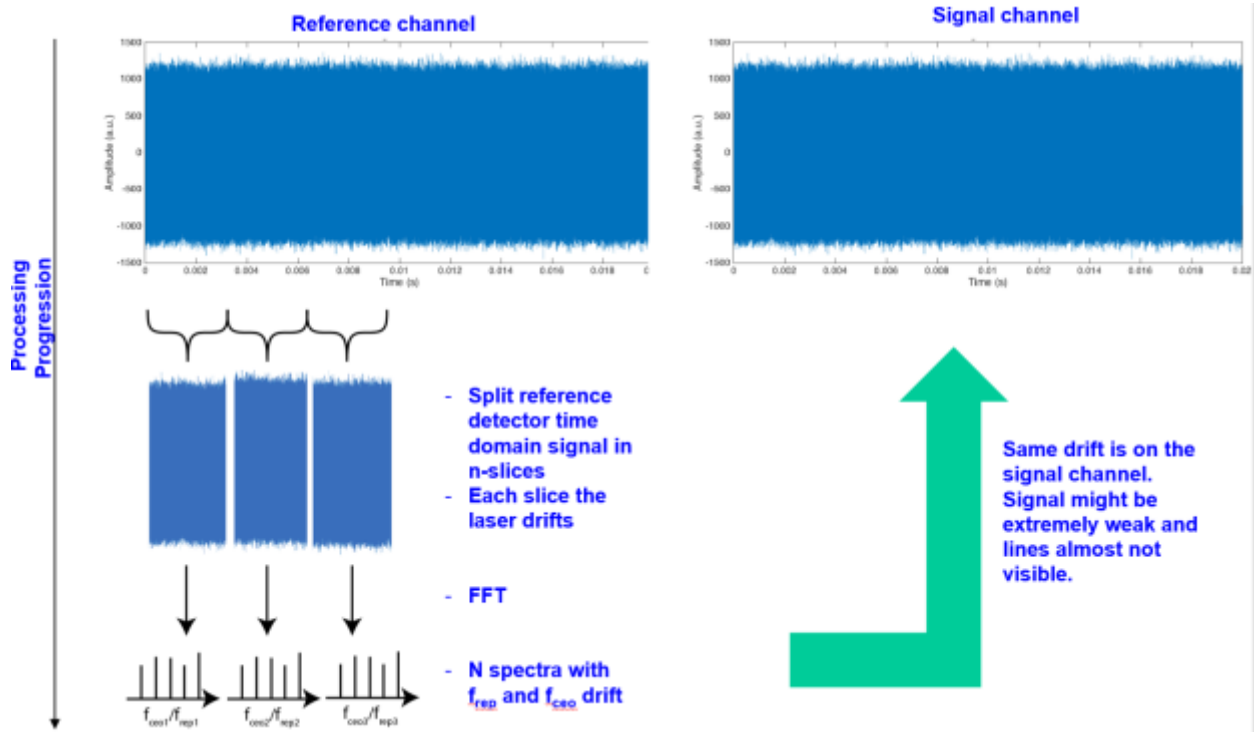 Reference channel
Signal channel
1500
1000
500
0
-500
-1000
-1500
Amplitude (a.u.)
0 0.002 0.004 0.006 0.008 0.01 0.012 0.014 0.016 0.018 0
Time (s)
1500
1000
500
0
-500
-1000
-1500
Amplitude (a.u.)
0 0.002 0.004 0.006 0.008 0.01 0.012 0.014 0.016 0.018 0.02
Time (s)
Processing
Progression
- Split reference
detector time
domain signal in
n-slices
- Each slice the
laser drifts
Same drift is on the
signal channel.
Signal might be
extremely weak and
lines almost not
visible.
- FFT
- N spectra with
frep and fceo drift
fceo1/frep1
fceo2/frep2
fceo3/frep3